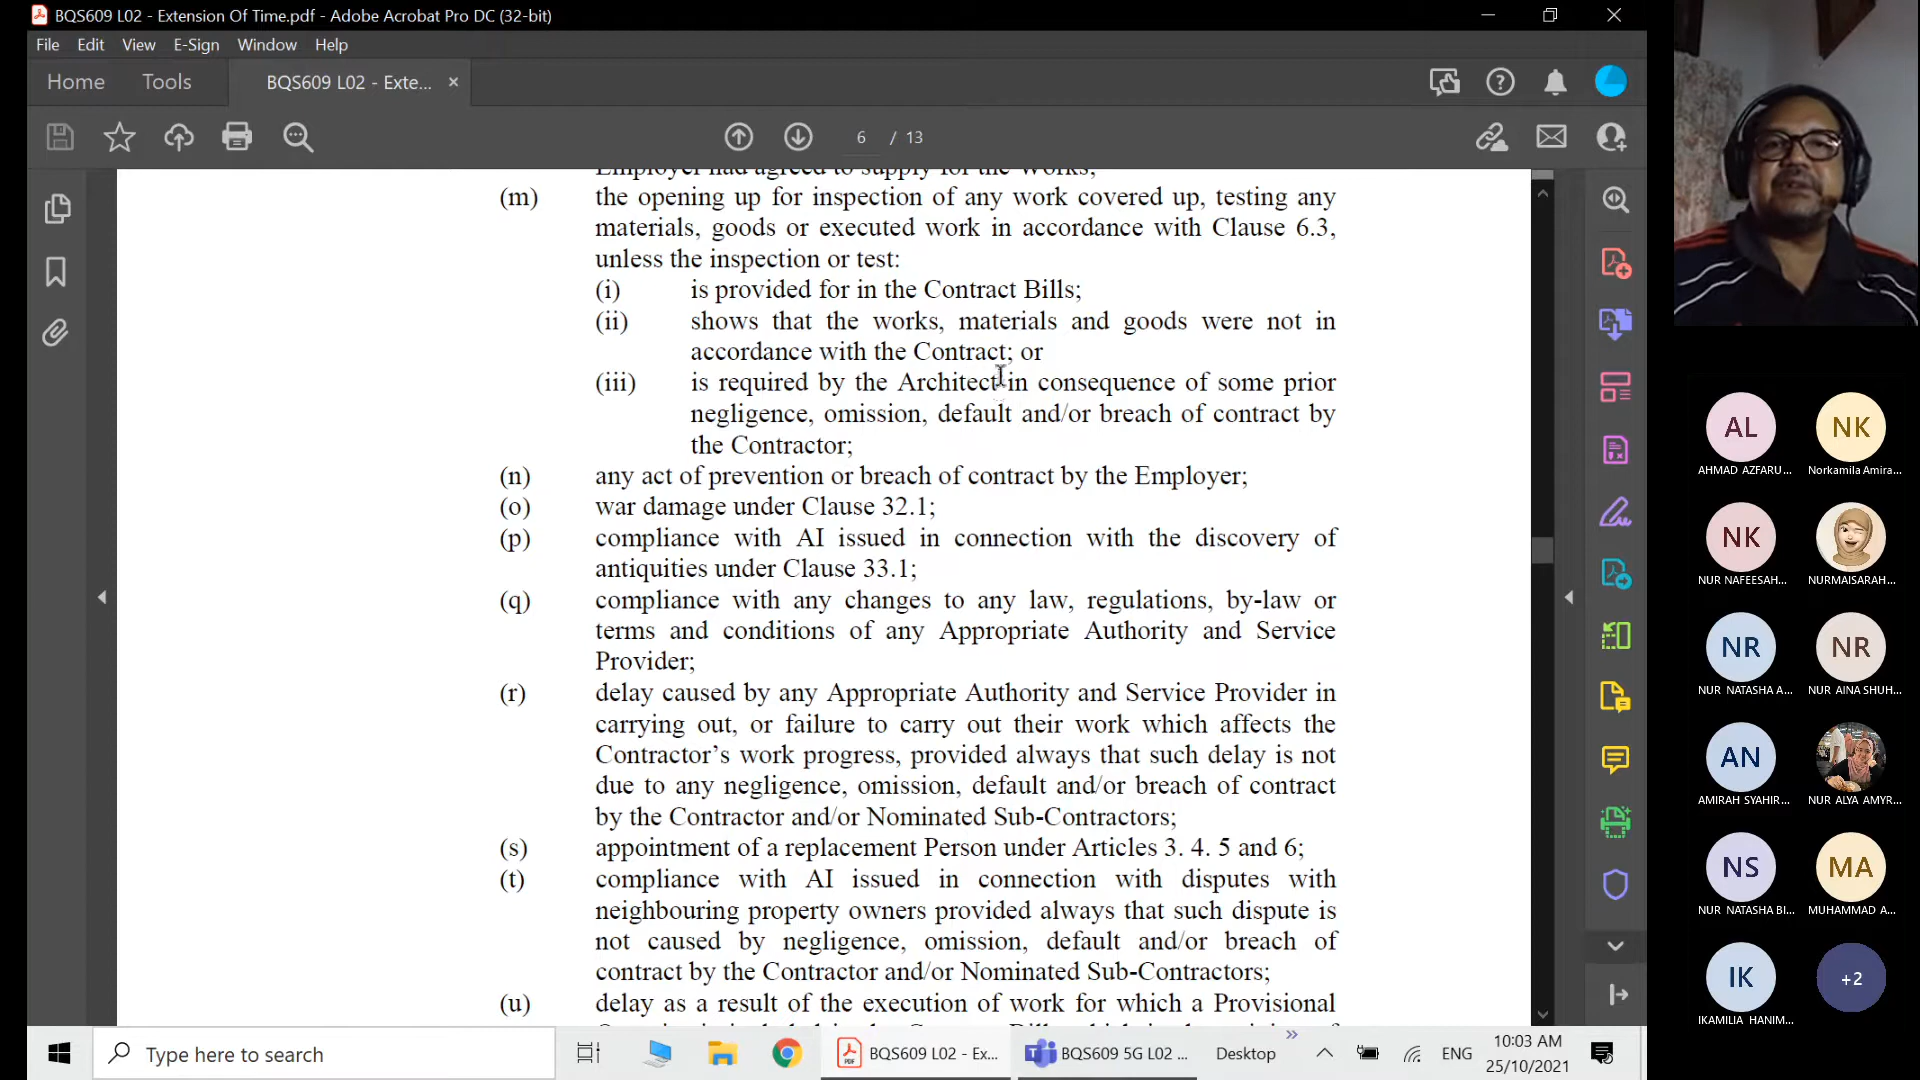 BQS609 L02 - Extension Of Time.pdf - Adobe Acrobat Pro DC (32-bit)
File Edit View E-Sign Window Help
Home Tools BQS609 L02 - Exte... ×
6 / 13
Employer had agreed to supply for the Works;
(m) the opening up for inspection of any work covered up, testing any
materials, goods or executed work in accordance with Clause 6.3,
unless the inspection or test:
(i) is provided for in the Contract Bills;
(ii) shows that the works, materials and goods were not in
accordance with the Contract; or
(iii) is required by the Architect in consequence of some prior
negligence, omission, default and/or breach of contract by
the Contractor;
(n) any act of prevention or breach of contract by the Employer;
(o) war damage under Clause 32.1;
(p) compliance with AI issued in connection with the discovery of
antiquities under Clause 33.1;
(q) compliance with any changes to any law, regulations, by-law or
terms and conditions of any Appropriate Authority and Service
Provider;
(r) delay caused by any Appropriate Authority and Service Provider in
carrying out, or failure to carry out their work which affects the
Contractor's work progress, provided always that such delay is not
due to any negligence, omission, default and/or breach of contract
by the Contractor and/or Nominated Sub-Contractors;
(s) appointment of a replacement Person under Articles 3. 4. 5 and 6;
(t) compliance with AI issued in connection with disputes with
neighbouring property owners provided always that such dispute is
not caused by negligence, omission, default and/or breach of
contract by the Contractor and/or Nominated Sub-Contractors;
(u) delay as a result of the execution of work for which a Provisional
AL NK
AHMAD AZFARU... Norkamila Amira...
NK
NUR NAFEESAH... NURMAISARAH...
NR NR
NUR NATASHA A... NUR AINA SHUH...
AN
AMIRAH SYAHIR... NUR ALYA AMYR...
NS MA
NUR NATASHA BI... MUHAMMAD A...
IK +2
IKAMILIA HANIM...
Type here to search
BQS609 L02 - Ex...
BQS609 5G L02 ...
Desktop
ENG
10:03 AM
25/10/2021